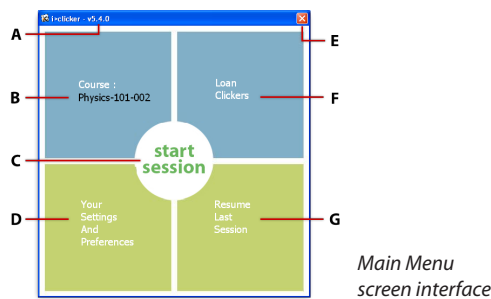 i>clicker - v5.4.0
A
E
Course :
Physics-101-002
B
Loan
Clickers
F
C
start
session
D
Your
Settings
And
Preferences
Resume
Last
Session
G
Main Menu
screen interface